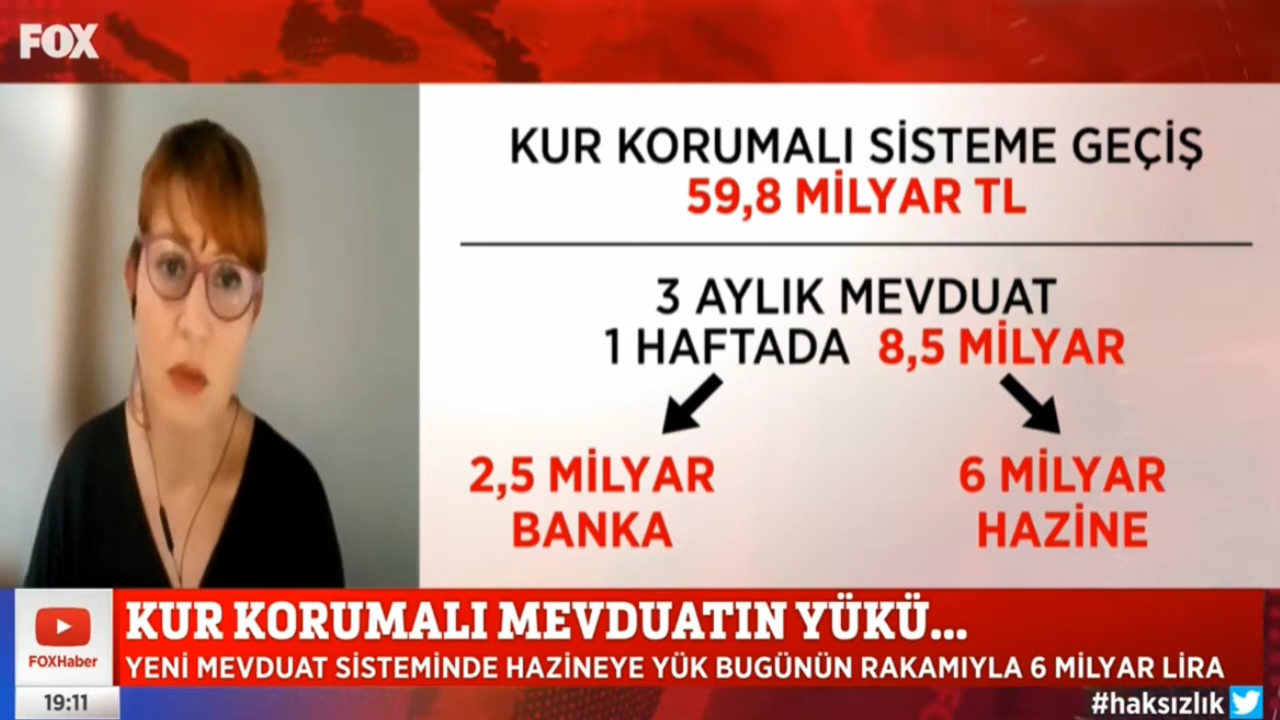 FOX
KUR KORUMALI SİSTEME GEÇİŞ
59,8 MİLYAR TL
3 AYLIK MEVDUAT
1 HAFTADA 8,5 MİLYAR
2,5 MİLYAR
BANKA
6 MİLYAR
HAZİNE
KUR KORUMALI MEVDUATIN YÜKÜ...
FOXHaber
YENİ MEVDUAT SİSTEMİNDE HAZİNEYE YÜK BUGÜNÜN RAKAMIYLA 6 MİLYAR LİRA
19:11
#haksızlık